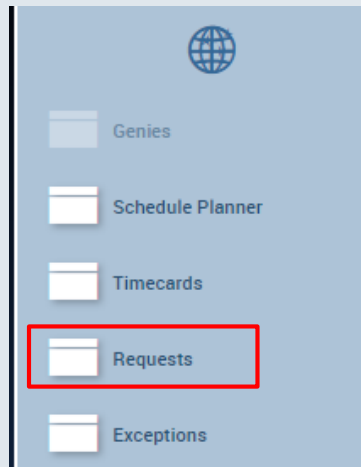 Genies
Schedule Planner
Timecards
Requests
Exceptions